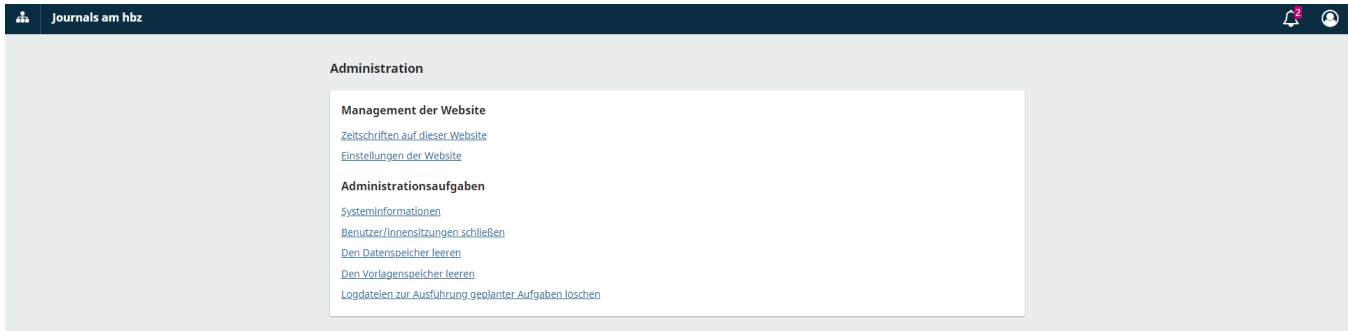 Journals am hbz
2
Administration
Management der Website
Zeitschriften auf dieser Website
Einstellungen der Website
Administrationsaufgaben
Systeminformationen
Benutzer/innensitzungen schließen
Den Datenspeicher leeren
Den Vorlagenspeicher leeren
Logdateien zur Ausführung geplanter Aufgaben löschen